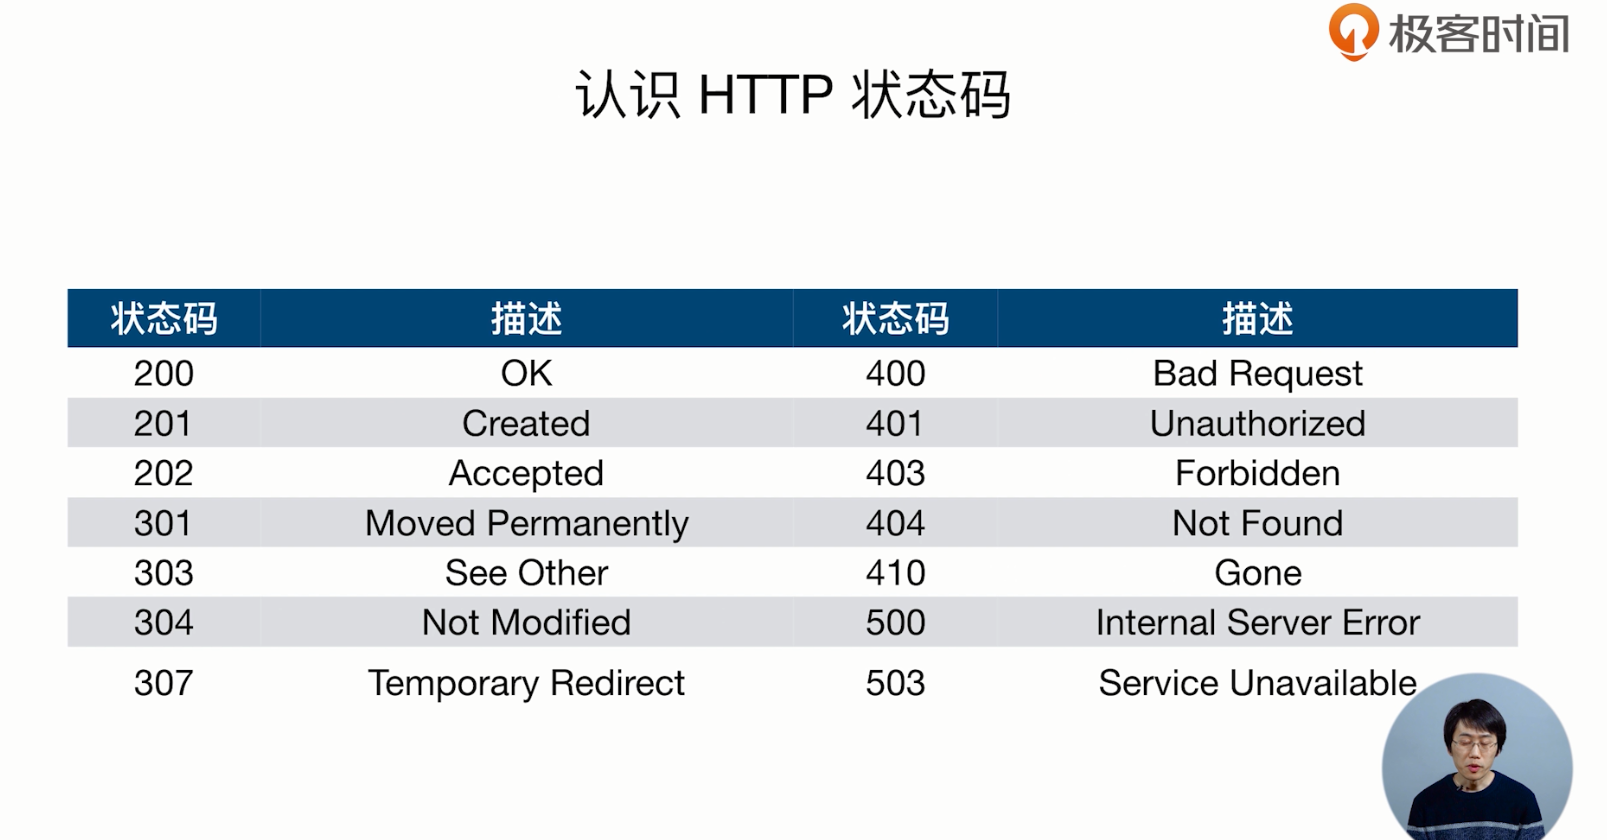 极客时间
认识 HTTP 状态码
状态码 描述 状态码 描述
200 OK 400 Bad Request
201 Created 401 Unauthorized
202 Accepted 403 Forbidden
301 Moved Permanently 404 Not Found
303 See Other 410 Gone
304 Not Modified 500 Internal Server Error
307 Temporary Redirect 503 Service Unavailable